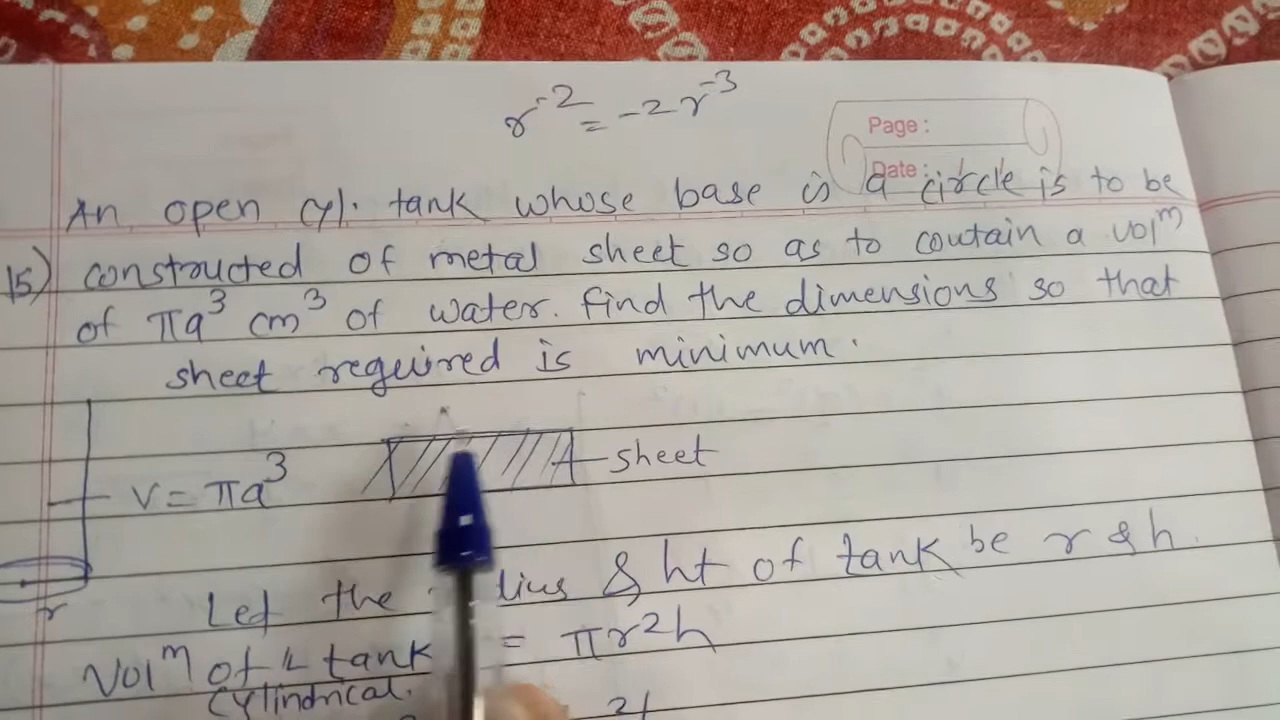 r⁻² = -2r⁻³
Page :
Date :
An open cyl. tank whose base is a circle is to be
15) constructed of metal sheet so as to contain a volᵐ
of πa³ cm³ of water. find the dimensions so that
sheet required is minimum.
V = πa³
sheet
r
Let the dius & ht of tank be r & h.
Volᵐ of tank = πr²h
cylindrical.